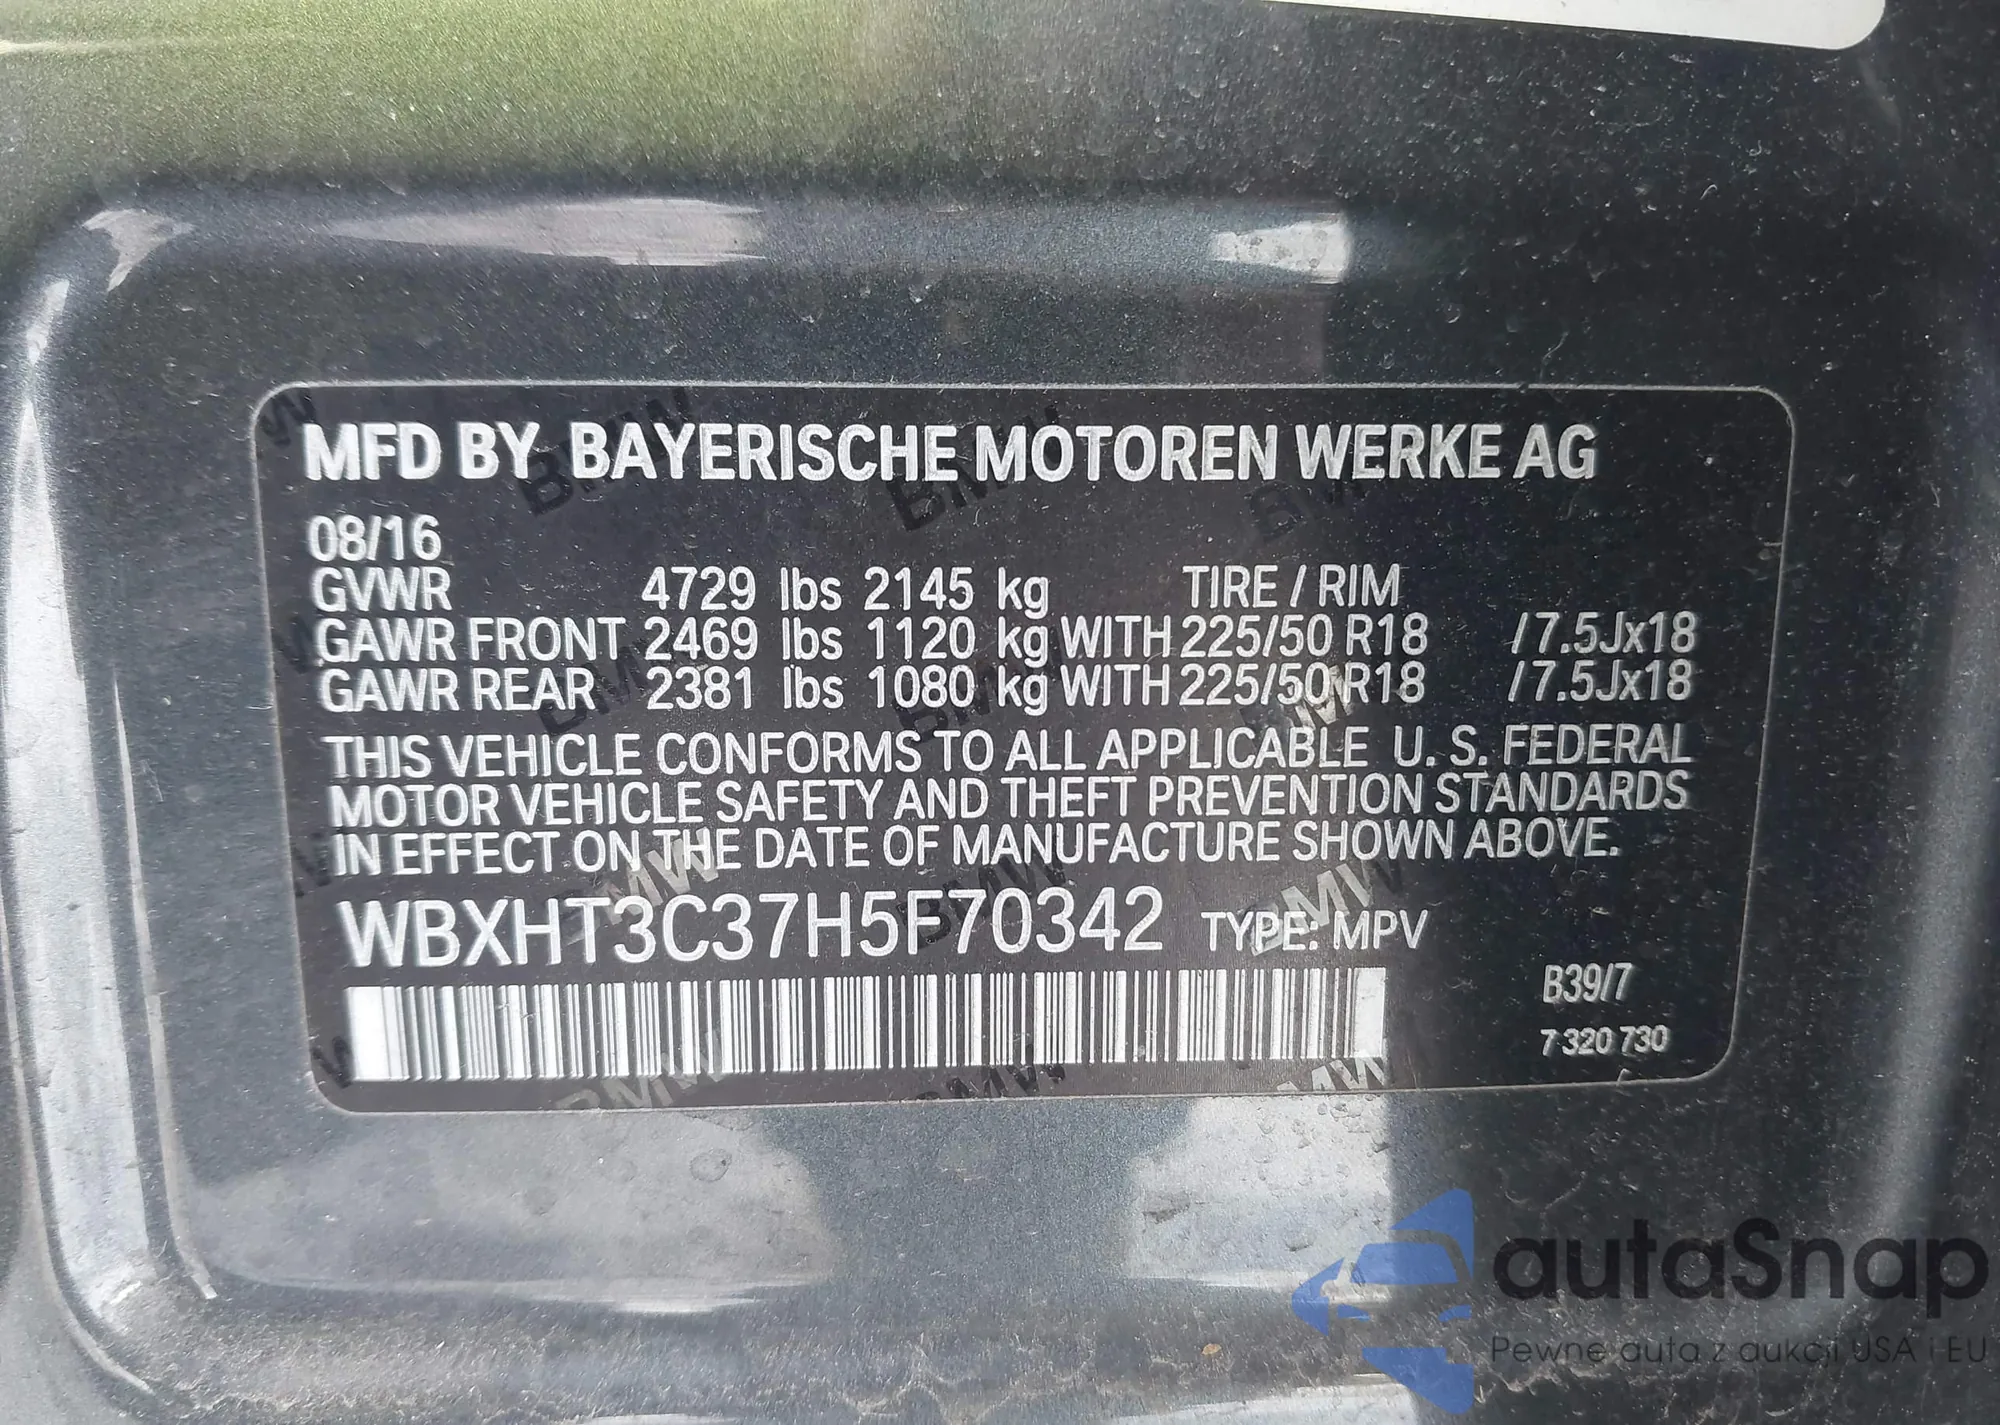 MFD BY BAYERISCHE MOTOREN WERKE AG
08/16
GVWR 4729 lbs 2145 kg TIRE / RIM
GAWR FRONT 2469 lbs 1120 kg WITH 225/50 R18 /7.5Jx18
GAWR REAR 2381 lbs 1080 kg WITH 225/50 R18 /7.5Jx18
THIS VEHICLE CONFORMS TO ALL APPLICABLE U. S. FEDERAL
MOTOR VEHICLE SAFETY AND THEFT PREVENTION STANDARDS
IN EFFECT ON THE DATE OF MANUFACTURE SHOWN ABOVE.
WBXHT3C37H5F70342 TYPE: MPV
B39/7
7 320 730
autaSnap
Pewne auta z aukcji USA i EU